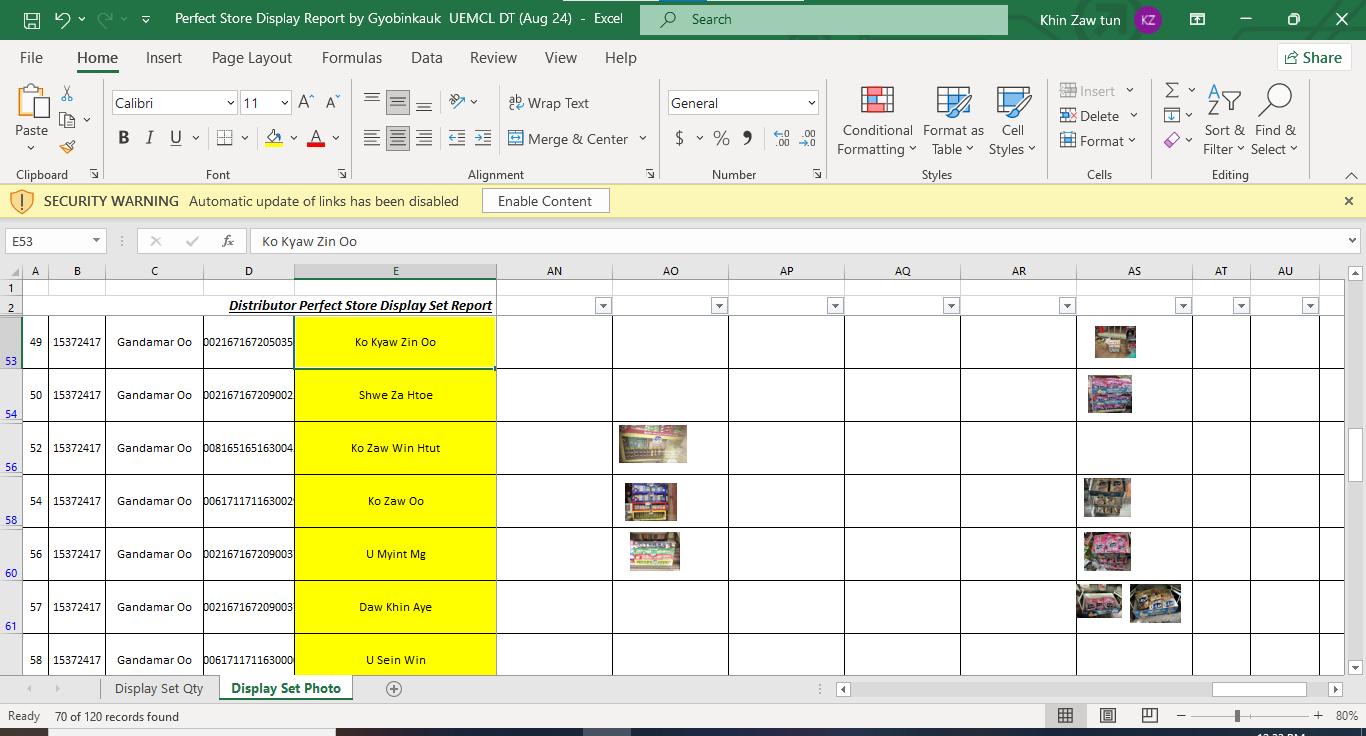 Perfect Store Display Report by Gyobinkauk UEMCL DT (Aug 24) - Excel
Search
Khin Zaw tun KZ
File Home Insert Page Layout Formulas Data Review View Help Share
Paste
Clipboard
Calibri 11
B I U
Font
Wrap Text
Merge & Center
Alignment
General
$ % 9
Number
Conditional Formatting
Format as Table
Cell Styles
Styles
Insert
Delete
Format
Cells
Sort & Filter
Find & Select
Editing
SECURITY WARNING Automatic update of links has been disabled Enable Content
E53 fx Ko Kyaw Zin Oo
A B C D E AN AO AP AQ AR AS AT AU
1
2 Distributor Perfect Store Display Set Report
53 49 15372417 Gandamar Oo 002167167205035 Ko Kyaw Zin Oo
54 50 15372417 Gandamar Oo 002167167209002 Shwe Za Htoe
56 52 15372417 Gandamar Oo 008165165163004 Ko Zaw Win Htut
58 54 15372417 Gandamar Oo 006171171163002 Ko Zaw Oo
60 56 15372417 Gandamar Oo 002167167209003 U Myint Mg
61 57 15372417 Gandamar Oo 002167167209003 Daw Khin Aye
58 15372417 Gandamar Oo 006171171163000 U Sein Win
Display Set Qty Display Set Photo
Ready 70 of 120 records found 80%